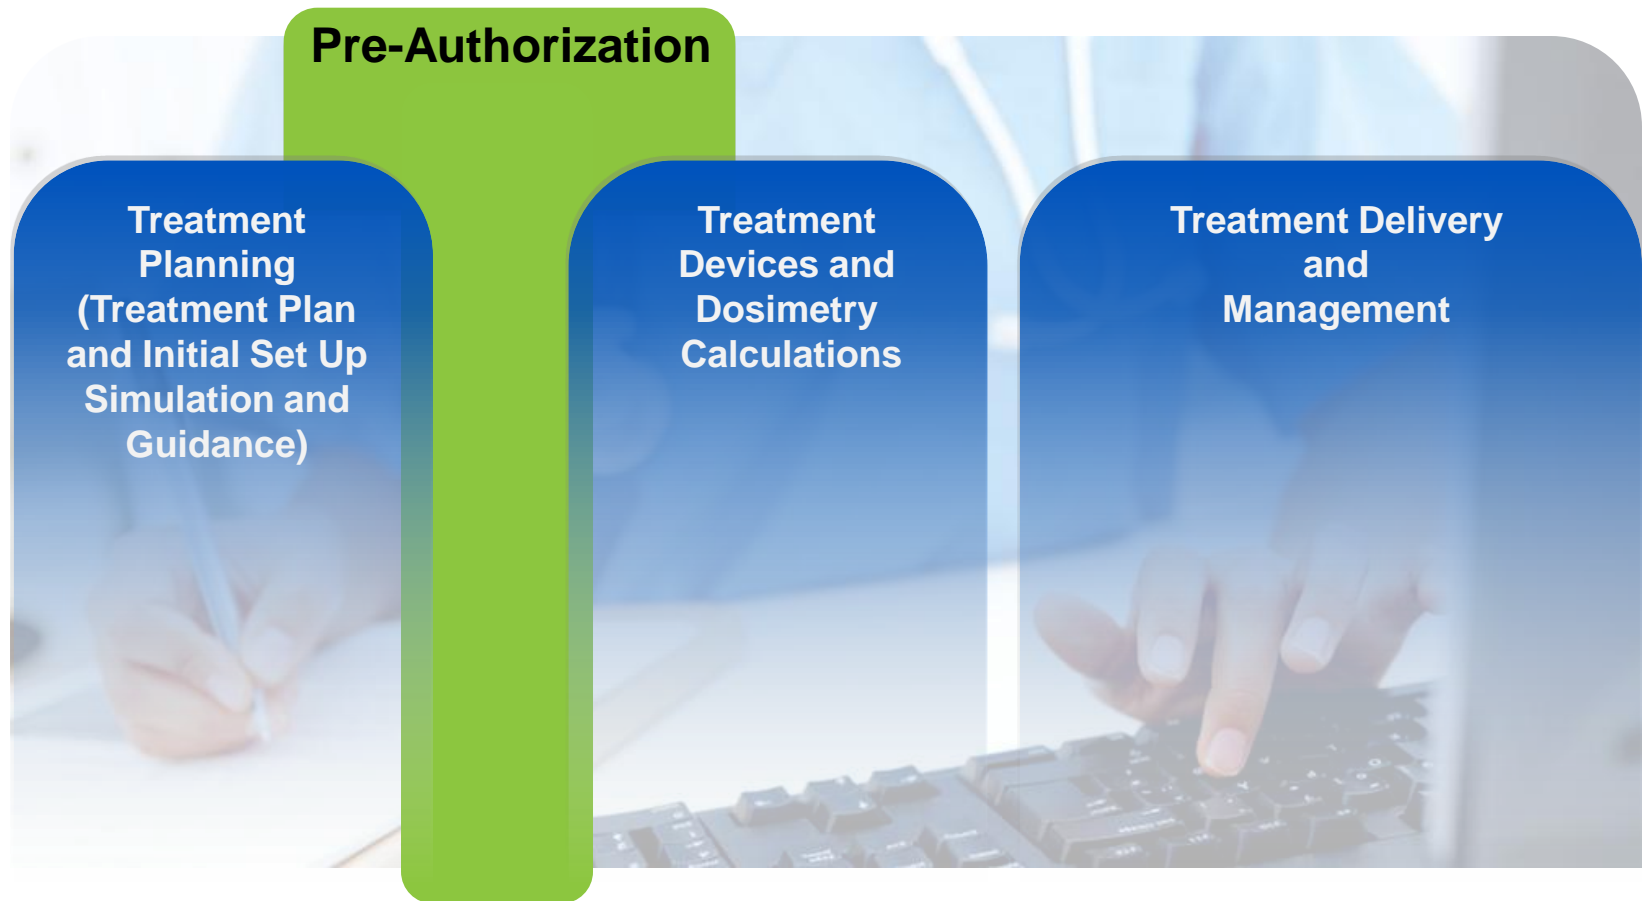 Pre-Authorization
Treatment
Planning
(Treatment Plan
and Initial Set Up
Simulation and
Guidance)
Treatment
Devices and
Dosimetry
Calculations
Treatment Delivery
and
Management